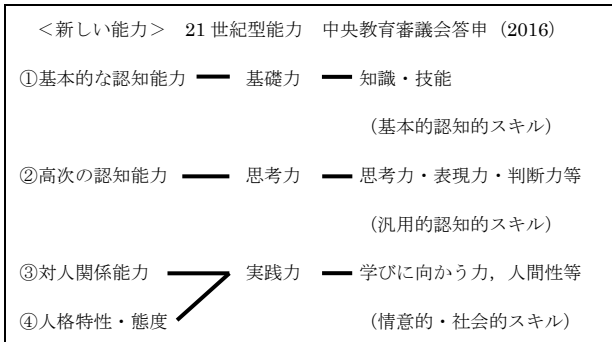 ＜新しい能力＞ 21世紀型能力 中央教育審議会答申（2016）
①基本的な認知能力 基礎力 知識・技能
（基本的認知的スキル）
②高次の認知能力 思考力 思考力・表現力・判断力等
（汎用的認知的スキル）
③対人関係能力 実践力 学びに向かう力，人間性等
④人格特性・態度 （情意的・社会的スキル）